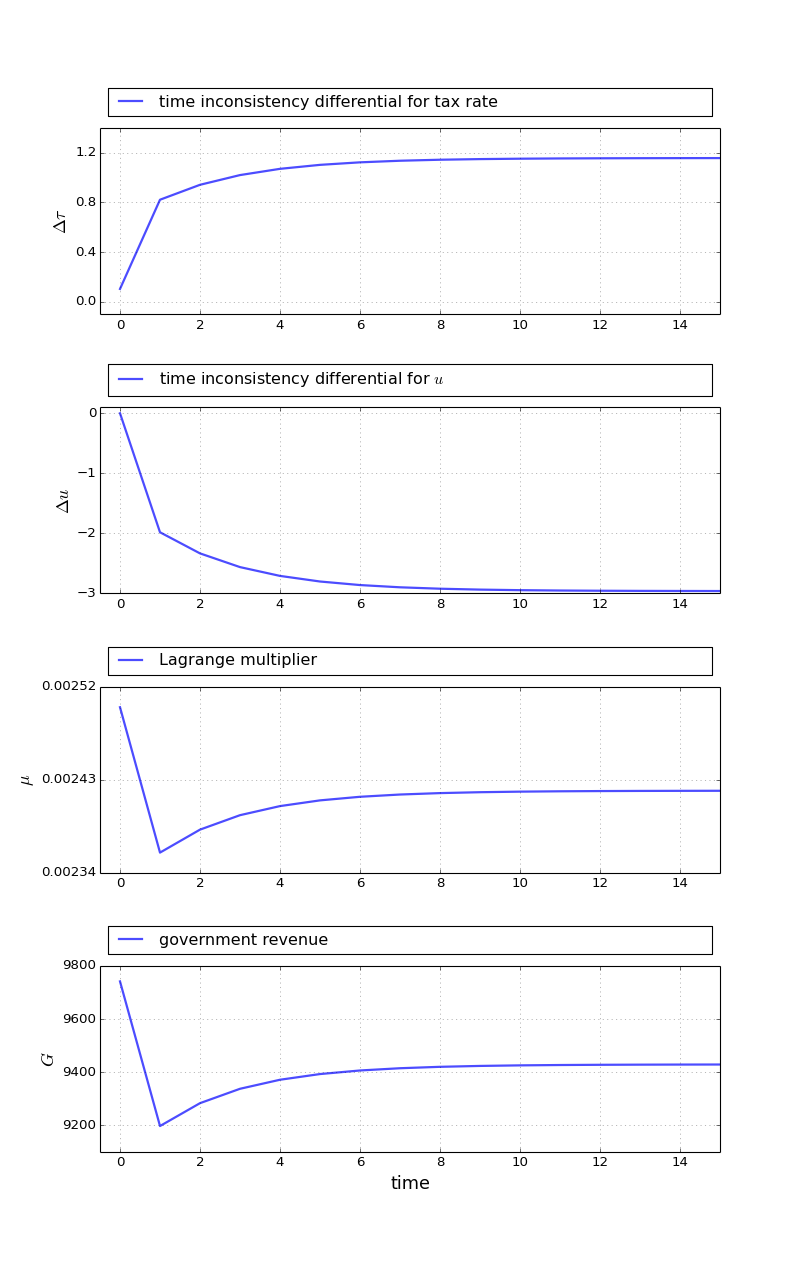 time inconsistency differential for tax rate
Δτ
1.2
0.8
0.4
0.0
0 2 4 6 8 10 12 14
time inconsistency differential for u
Δu
0
−1
−2
−3
0 2 4 6 8 10 12 14
Lagrange multiplier
μ
0.00252
0.00243
0.00234
0 2 4 6 8 10 12 14
government revenue
G
9800
9600
9400
9200
0 2 4 6 8 10 12 14
time